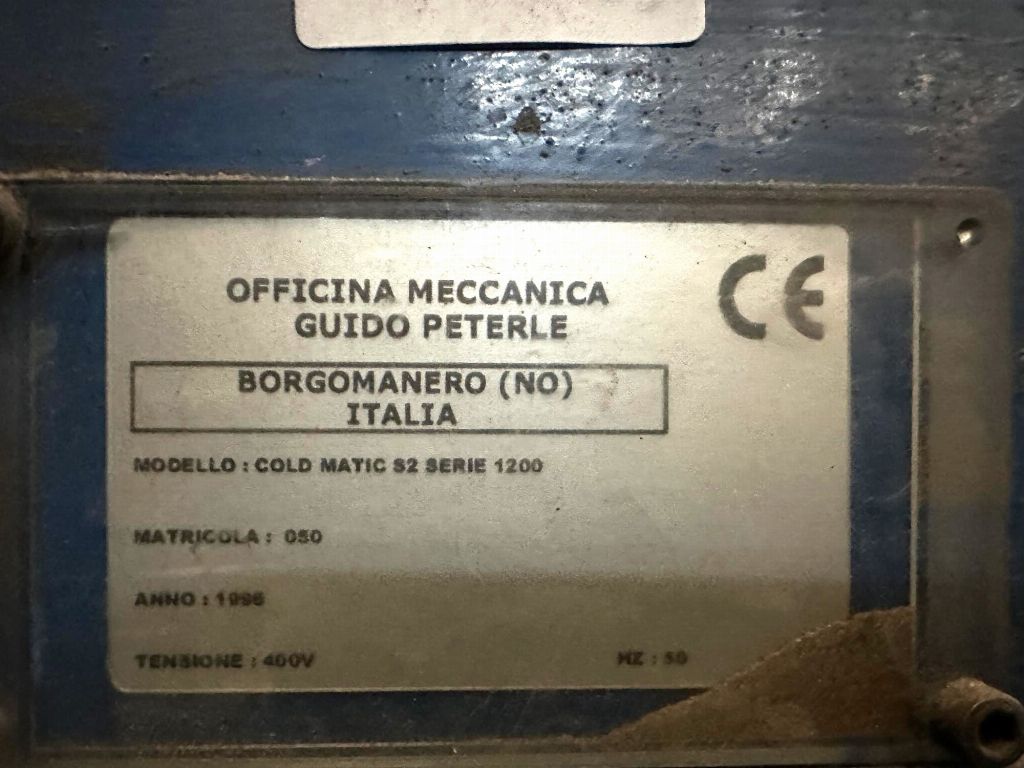 OFFICINA MECCANICA
GUIDO PETERLE
CE
BORGOMANERO (NO)
ITALIA
MODELLO : COLD MATIC S2 SERIE 1200
MATRICOLA : 050
ANNO : 1996
TENSIONE : 400V HZ : 50